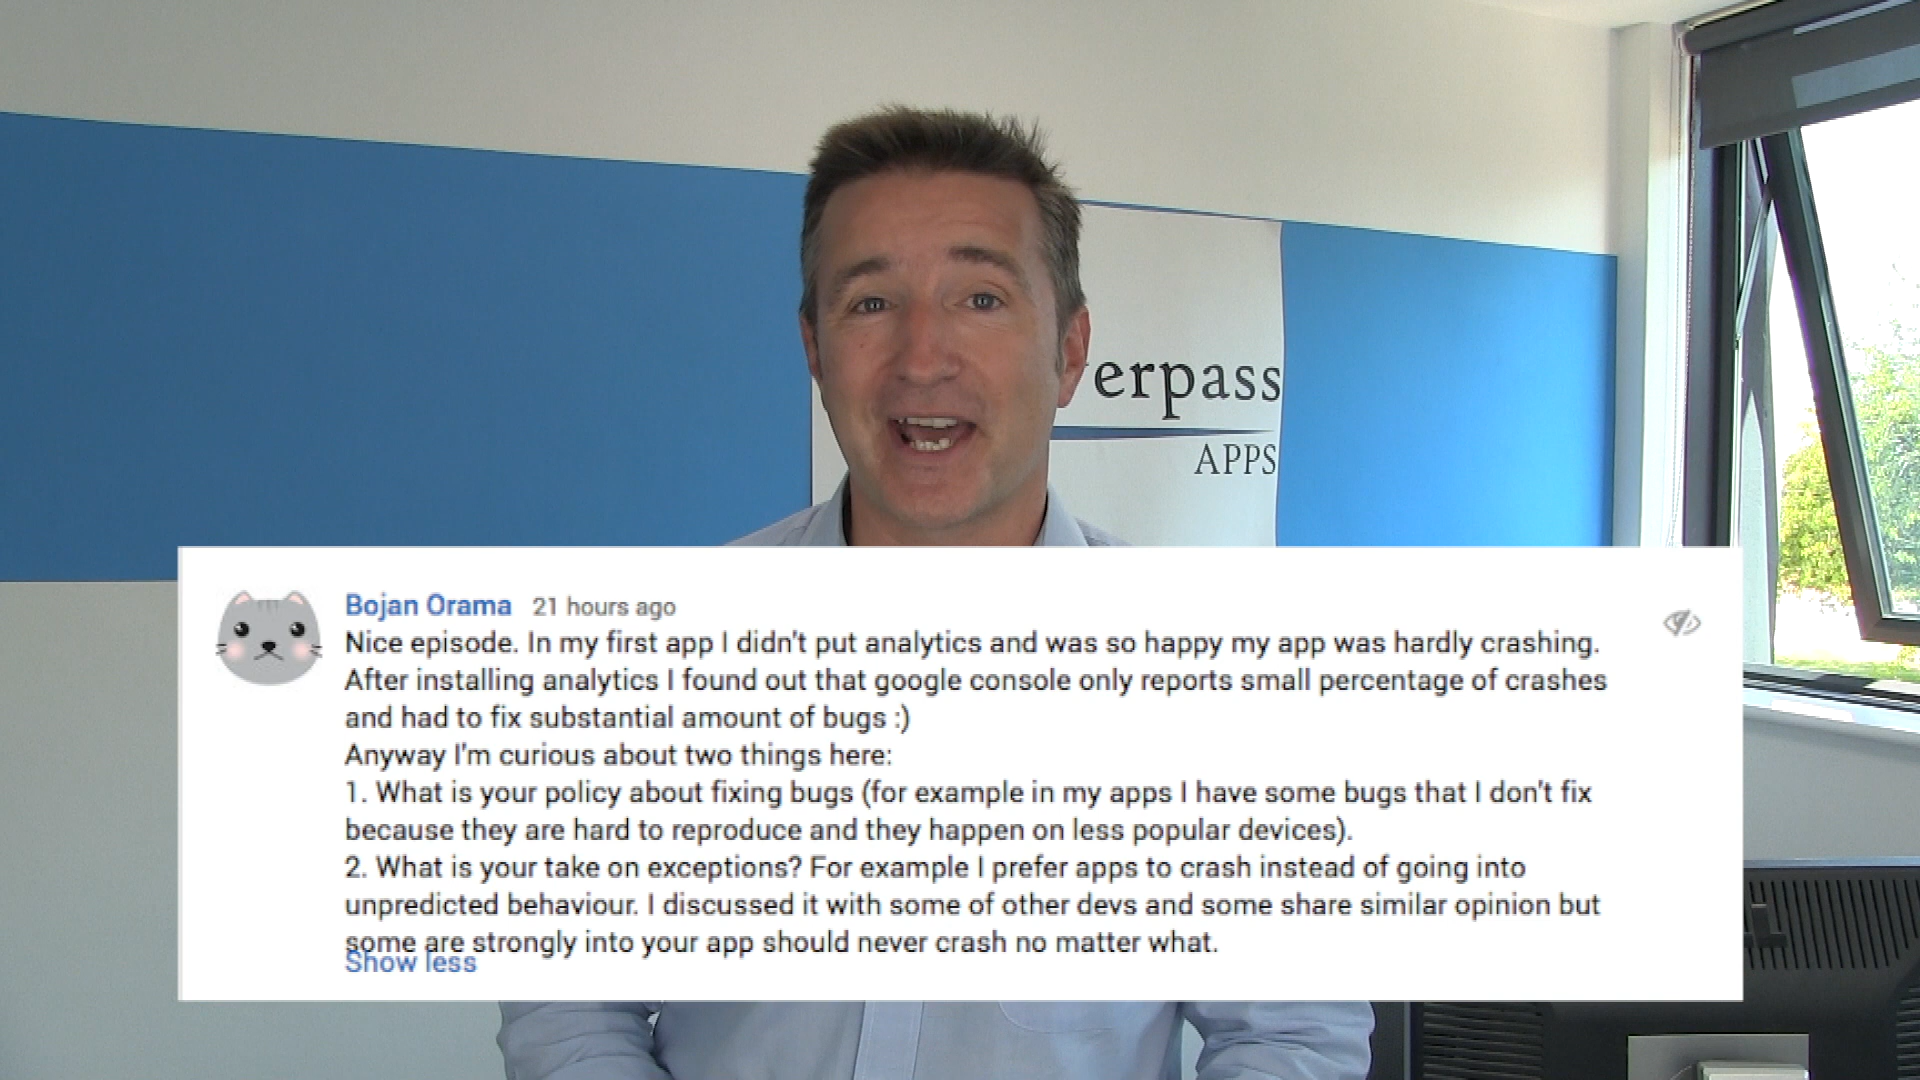 erpass
APPS
Bojan Orama 21 hours ago
Nice episode. In my first app I didn't put analytics and was so happy my app was hardly crashing.
After installing analytics I found out that google console only reports small percentage of crashes
and had to fix substantial amount of bugs :)
Anyway I'm curious about two things here:
1. What is your policy about fixing bugs (for example in my apps I have some bugs that I don't fix
because they are hard to reproduce and they happen on less popular devices).
2. What is your take on exceptions? For example I prefer apps to crash instead of going into
unpredicted behaviour. I discussed it with some of other devs and some share similar opinion but
some are strongly into your app should never crash no matter what.
Show less